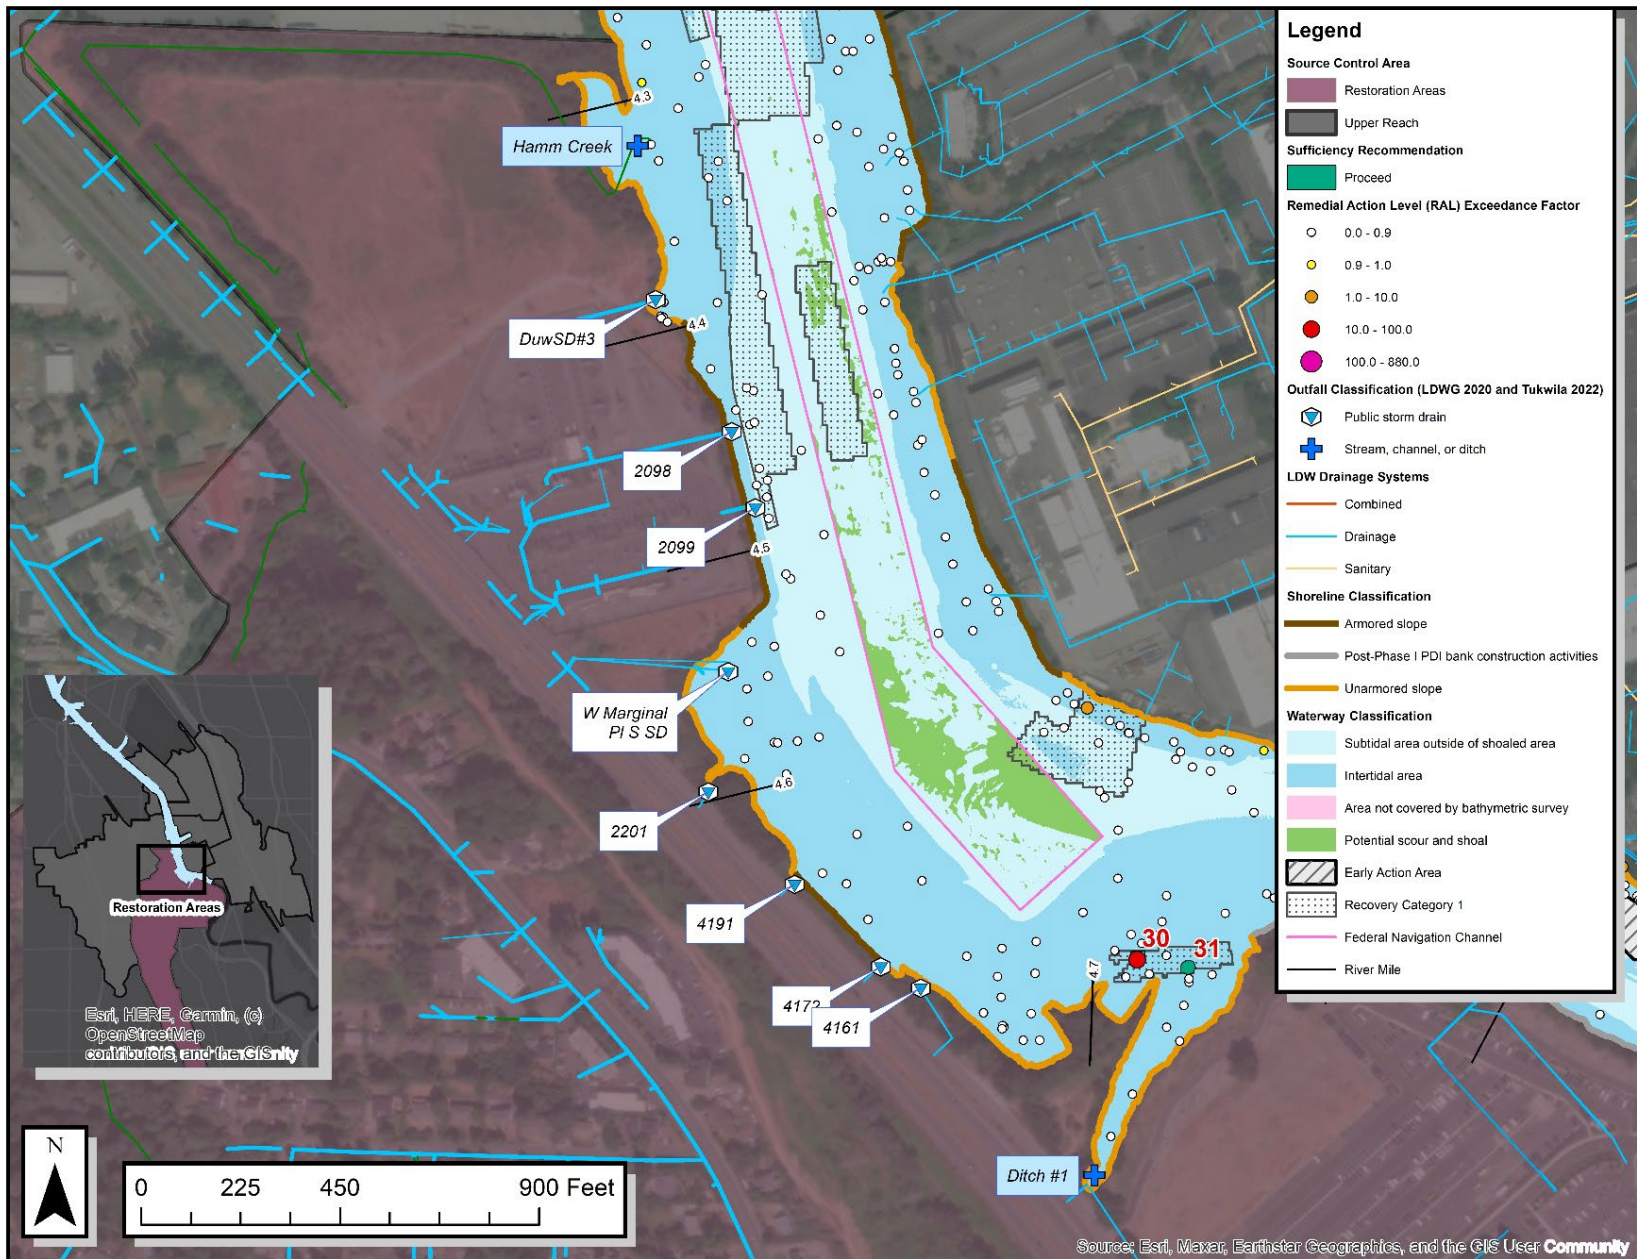 4.3
Hamm Creek
DuwSD#3
4.4
2098
2099
4.5
W Marginal
Pl S SD
4.6
2201
4191
4172
4161
30
31
4.7
Ditch #1
Restoration Areas
Esri, HERE, Garmin, (c)
OpenStreetMap
N
0 225 450 900 Feet
Legend
Source Control Area
Restoration Areas
Upper Reach
Sufficiency Recommendation
Proceed
Remedial Action Level (RAL) Exceedance Factor
0.0 - 0.9
0.9 - 1.0
1.0 - 10.0
10.0 - 100.0
100.0 - 880.0
Outfall Classification (LDWG 2020 and Tukwila 2022)
Public storm drain
Stream, channel, or ditch
LDW Drainage Systems
Combined
Drainage
Sanitary
Shoreline Classification
Armored slope
Post-Phase I PDI bank construction activities
Unarmored slope
Waterway Classification
Subtidal area outside of shoaled area
Intertidal area
Area not covered by bathymetric survey
Potential scour and shoal
Early Action Area
Recovery Category 1
Federal Navigation Channel
River Mile
contributors, and the GIS
Source: Esri, Maxar, Earthstar Geographics, and the GIS User Community